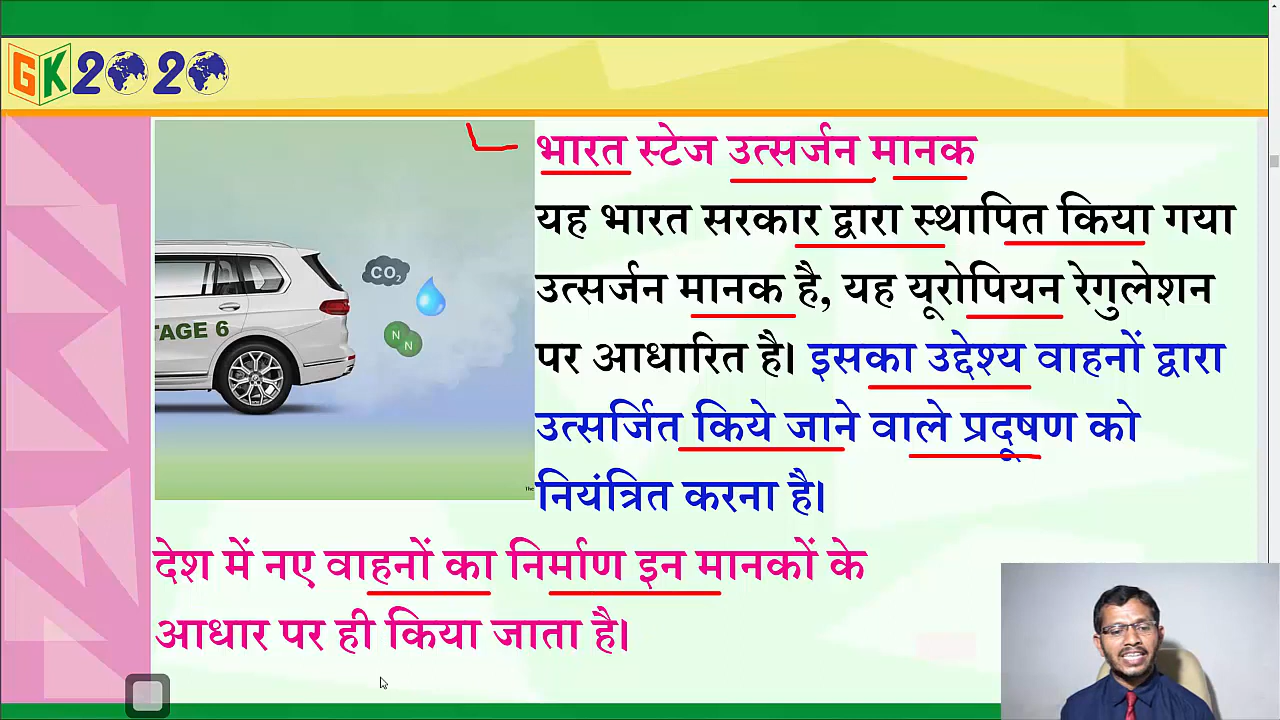 GK2020
भारत स्टेज उत्सर्जन मानक
यह भारत सरकार द्वारा स्थापित किया गया
उत्सर्जन मानक है, यह यूरोपियन रेगुलेशन
पर आधारित है। इसका उद्देश्य वाहनों द्वारा
उत्सर्जित किये जाने वाले प्रदूषण को
नियंत्रित करना है।
CO2
N N
TAGE 6
देश में नए वाहनों का निर्माण इन मानकों के
आधार पर ही किया जाता है।